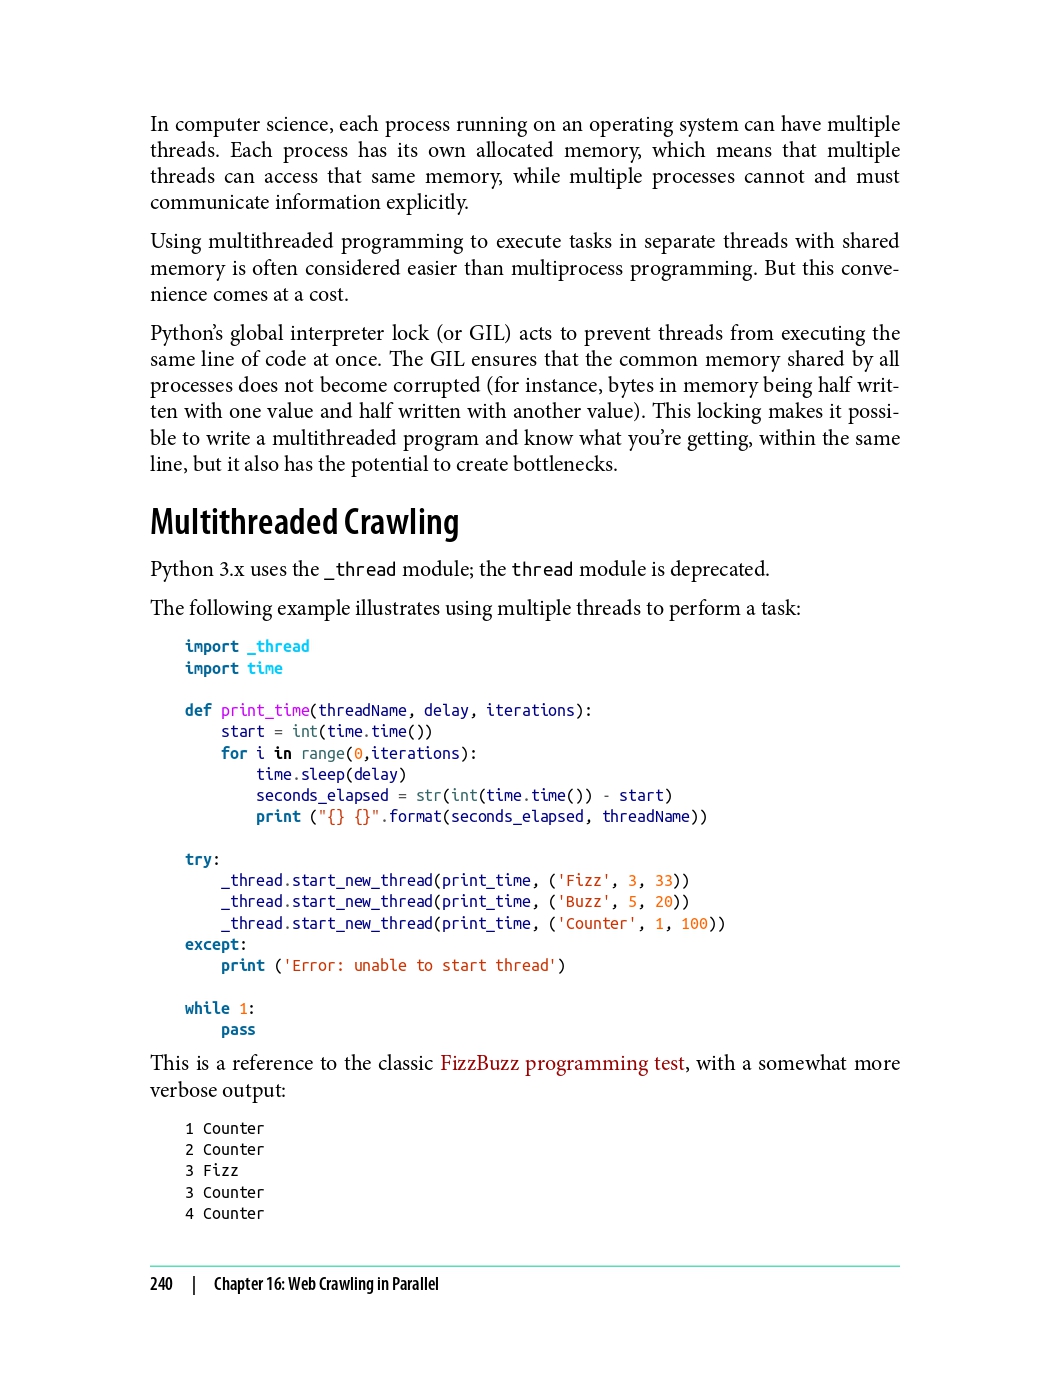 In computer science, each process running on an operating system can have multiple
threads. Each process has its own allocated memory, which means that multiple
threads can access that same memory, while multiple processes cannot and must
communicate information explicitly.
Using multithreaded programming to execute tasks in separate threads with shared
memory is often considered easier than multiprocess programming. But this conve-
nience comes at a cost.
Python’s global interpreter lock (or GIL) acts to prevent threads from executing the
same line of code at once. The GIL ensures that the common memory shared by all
processes does not become corrupted (for instance, bytes in memory being half writ-
ten with one value and half written with another value). This locking makes it possi-
ble to write a multithreaded program and know what you’re getting, within the same
line, but it also has the potential to create bottlenecks.
Multithreaded Crawling
Python 3.x uses the _thread module; the thread module is deprecated.
The following example illustrates using multiple threads to perform a task:
import _thread
import time
def print_time(threadName, delay, iterations):
    start = int(time.time())
    for i in range(0,iterations):
        time.sleep(delay)
        seconds_elapsed = str(int(time.time()) - start)
        print ("{} {}".format(seconds_elapsed, threadName))
try:
    _thread.start_new_thread(print_time, ('Fizz', 3, 33))
    _thread.start_new_thread(print_time, ('Buzz', 5, 20))
    _thread.start_new_thread(print_time, ('Counter', 1, 100))
except:
    print ('Error: unable to start thread')
while 1:
    pass
This is a reference to the classic FizzBuzz programming test, with a somewhat more
verbose output:
1 Counter
2 Counter
3 Fizz
3 Counter
4 Counter
240 | Chapter 16: Web Crawling in Parallel